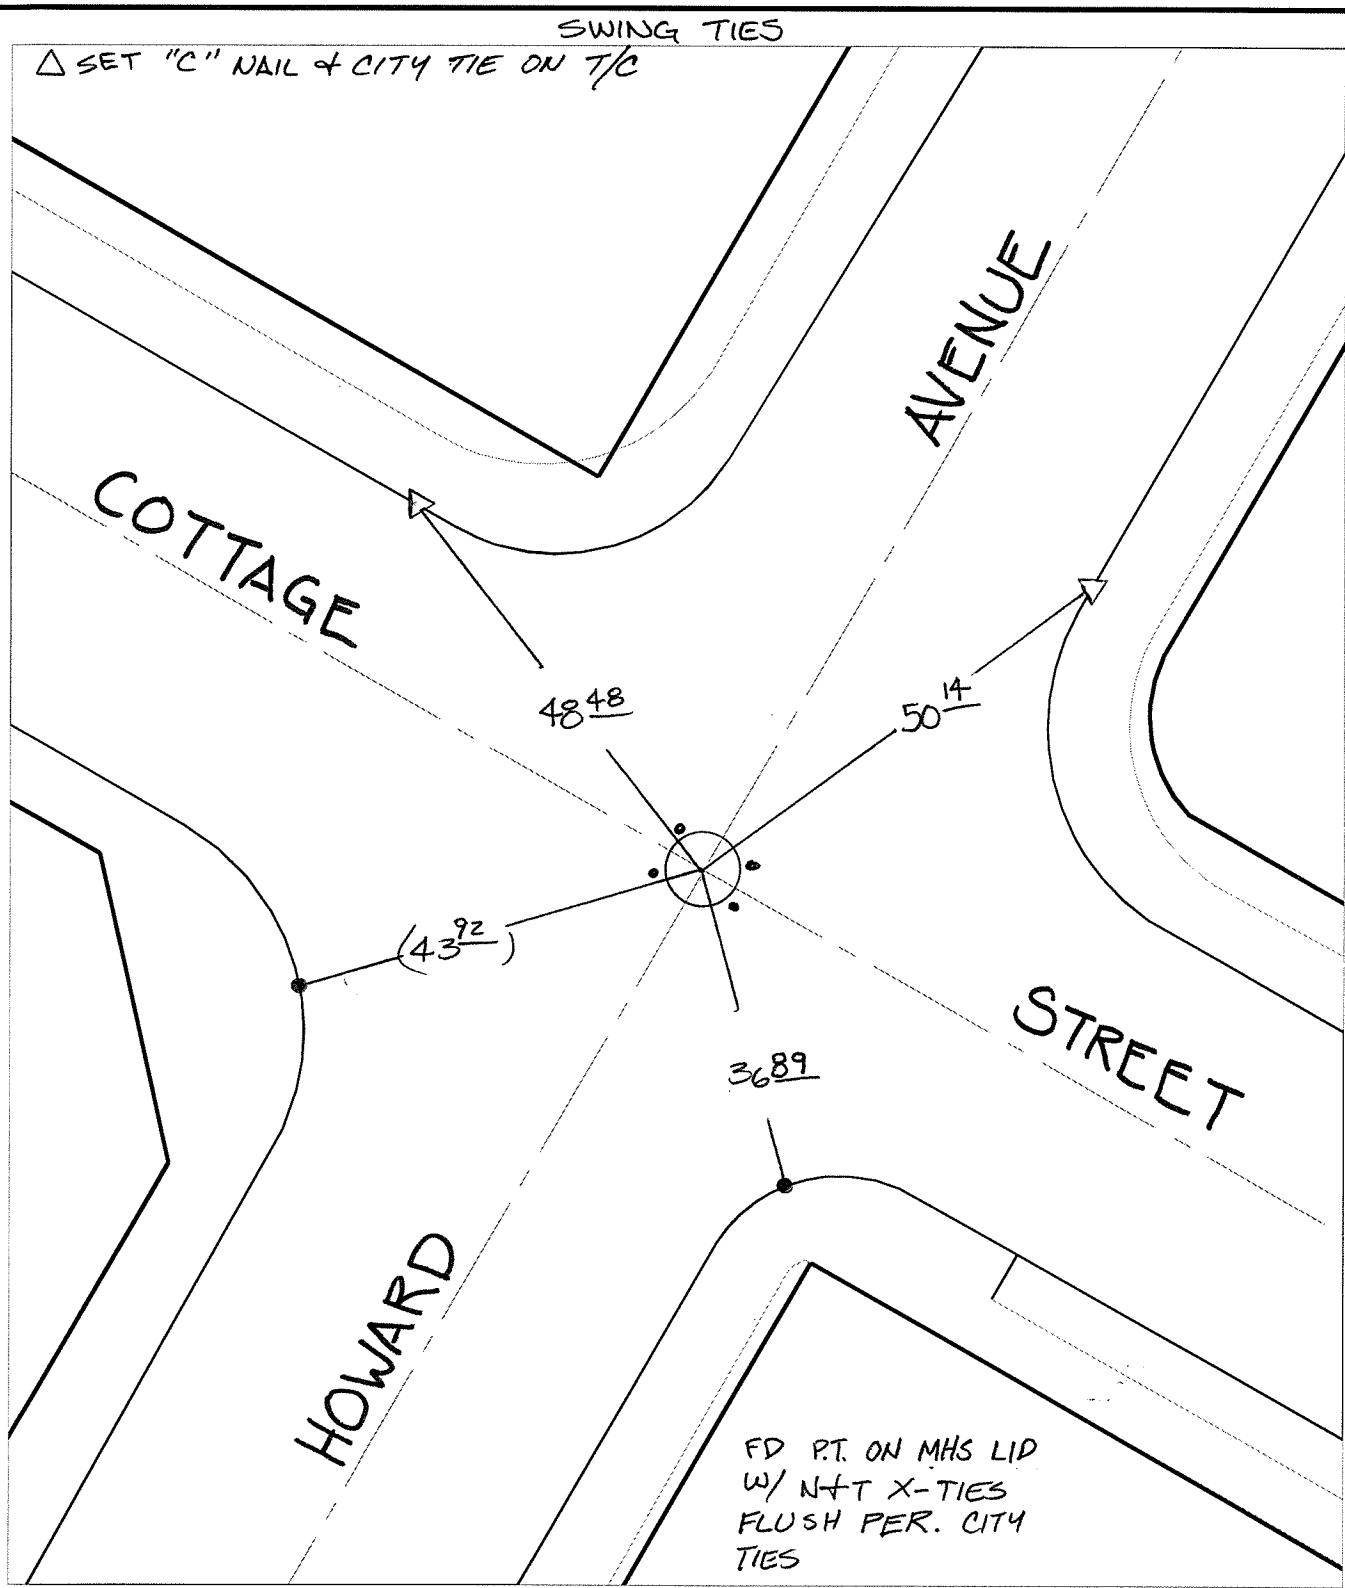 SWING TIES
△ SET "C" NAIL & CITY TIE ON T/C
AVENUE
COTTAGE
48 48
50 14
(43 92)
STREET
36 89
HOWARD
FD P.T. ON MHS LID
W/ N+T X-TIES
FLUSH PER. CITY
TIES